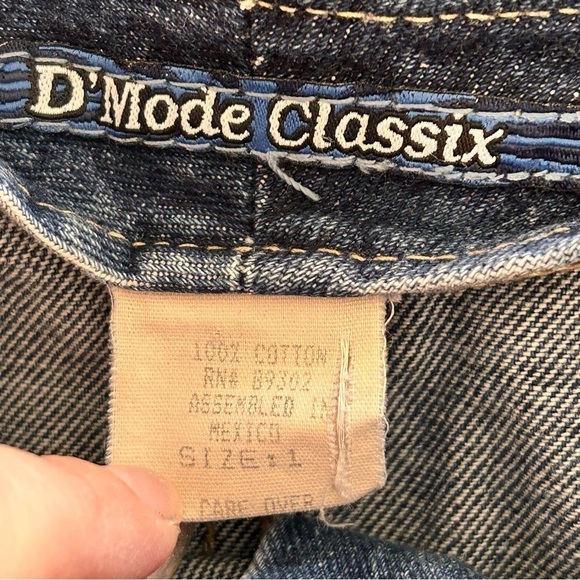 D'Mode Classix
100% COTTON
RN# 89302
ASSEMBLED IN
MEXICO
SIZE: 1
CARE OVER